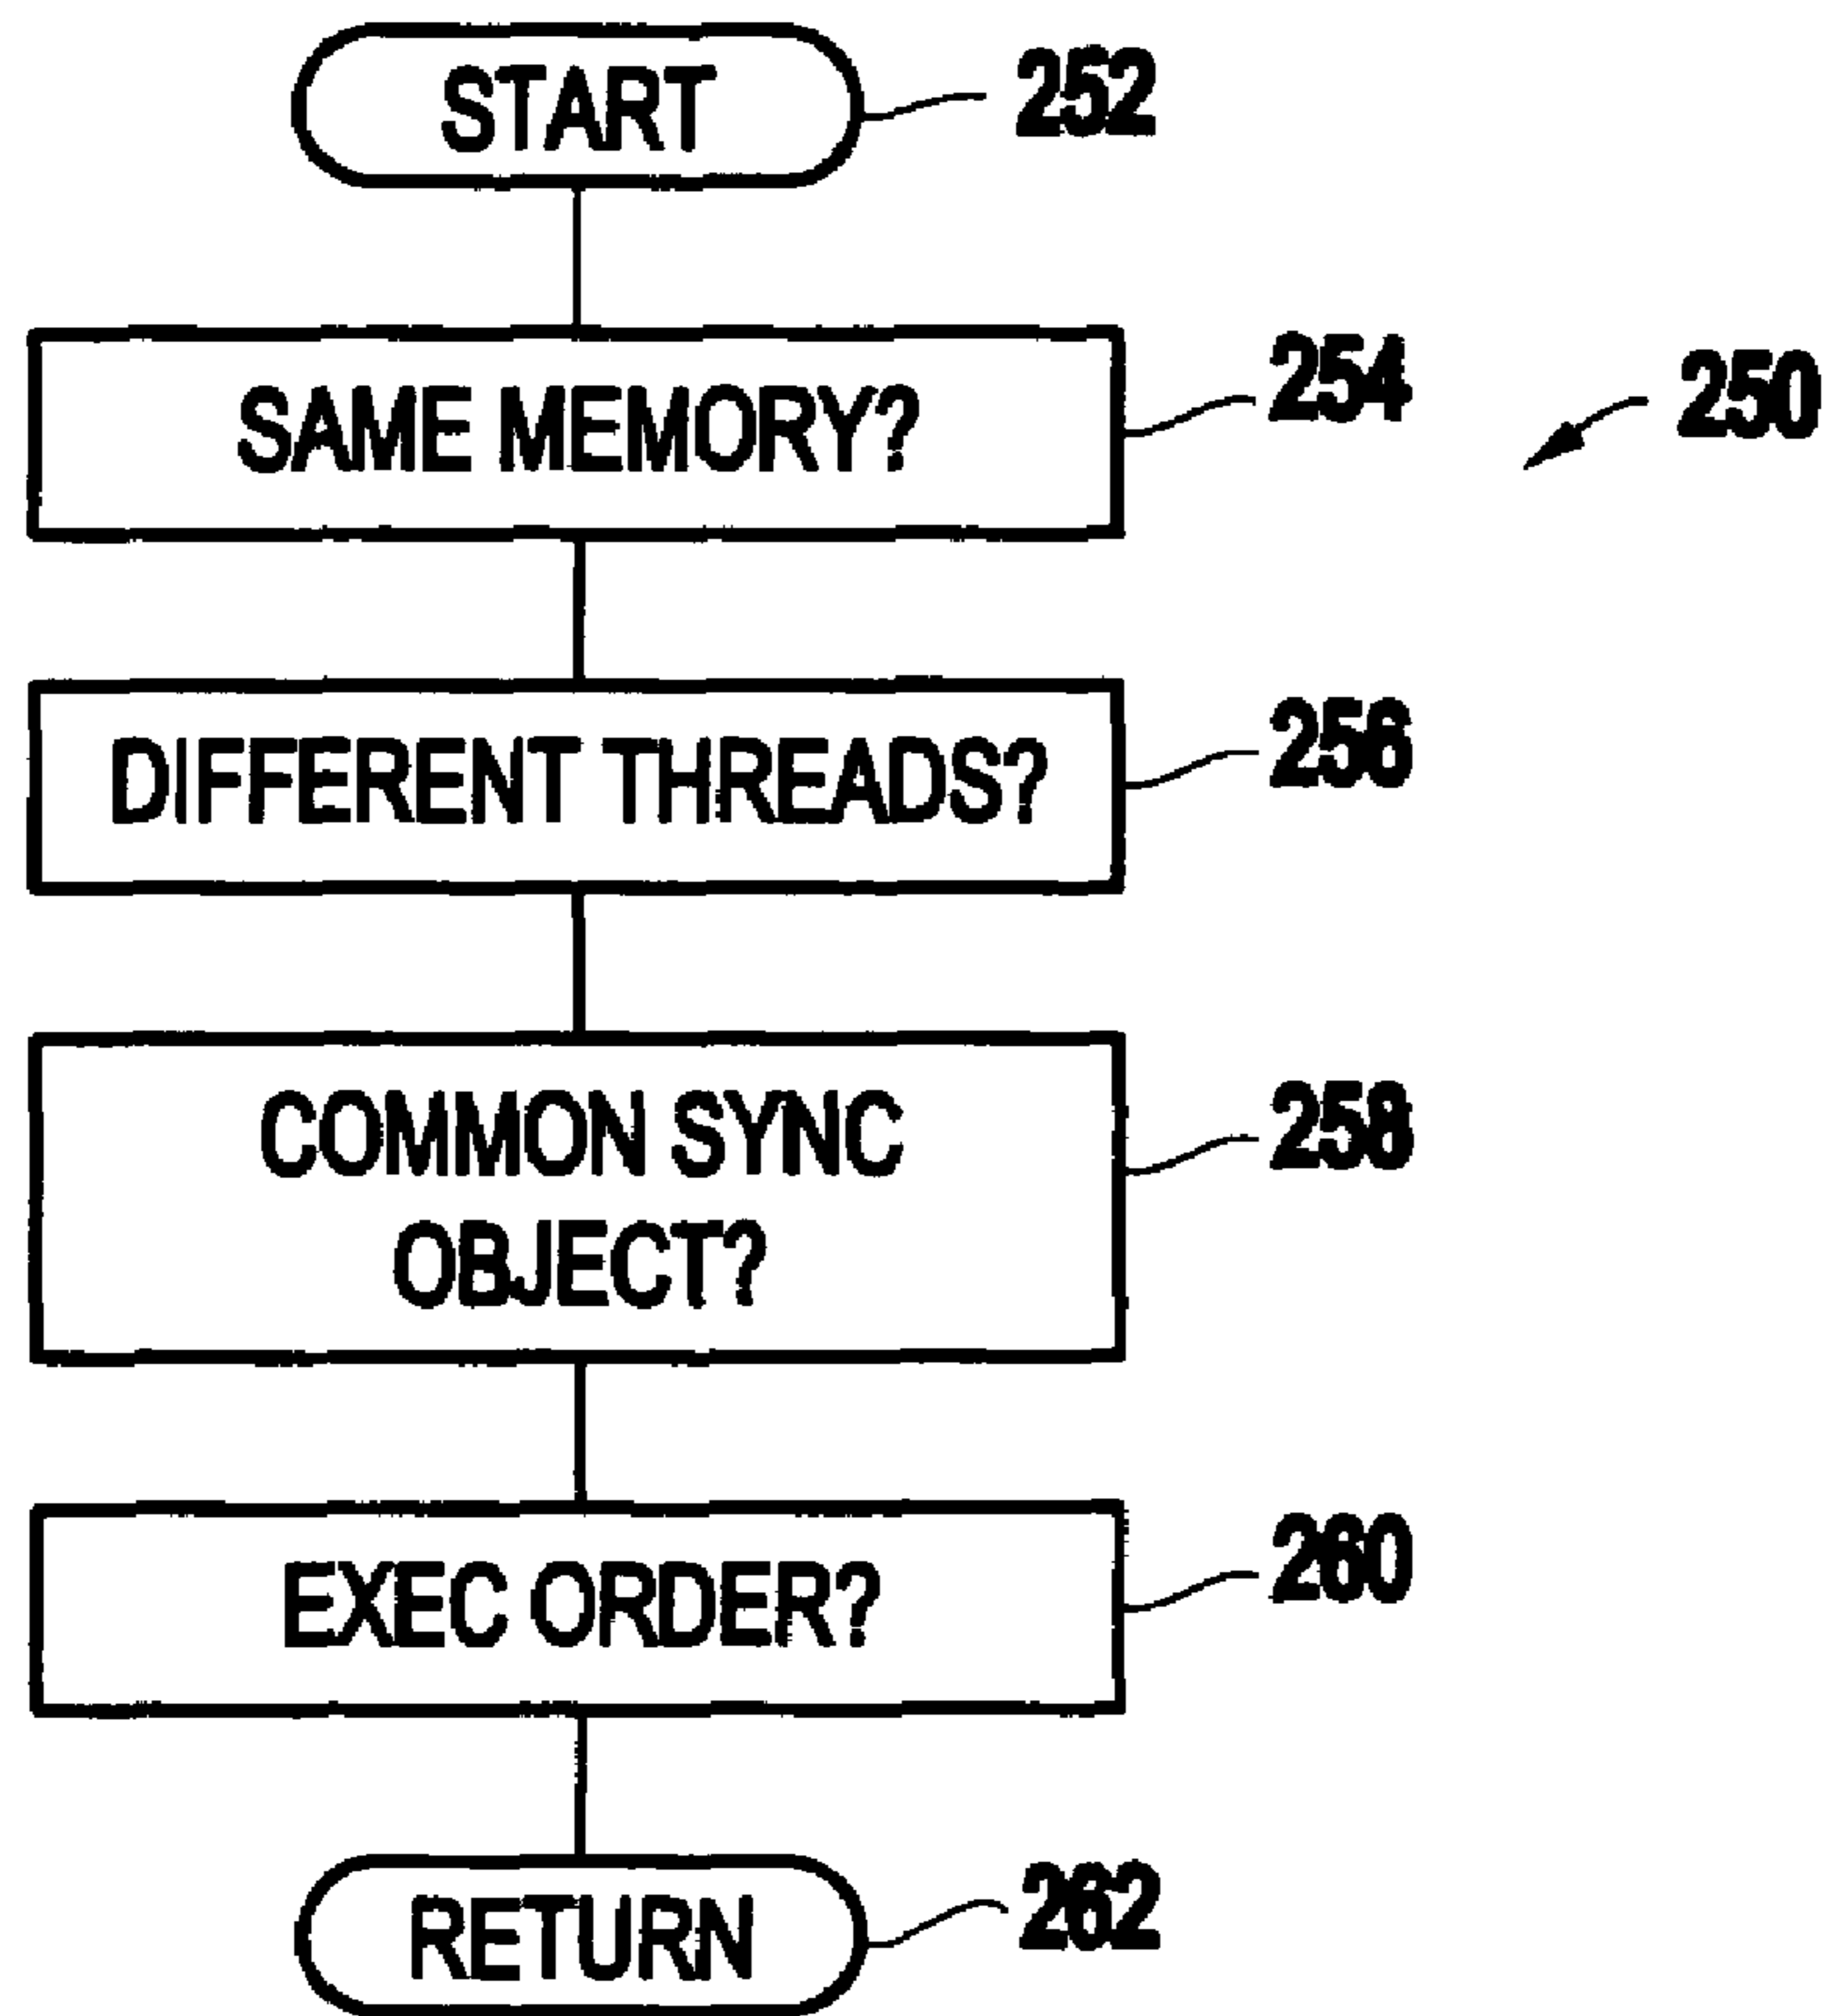 START
252
SAME MEMORY?
254
250
DIFFERENT THREADS?
256
COMMON SYNC
OBJECT?
258
EXEC ORDER?
260
RETURN
262